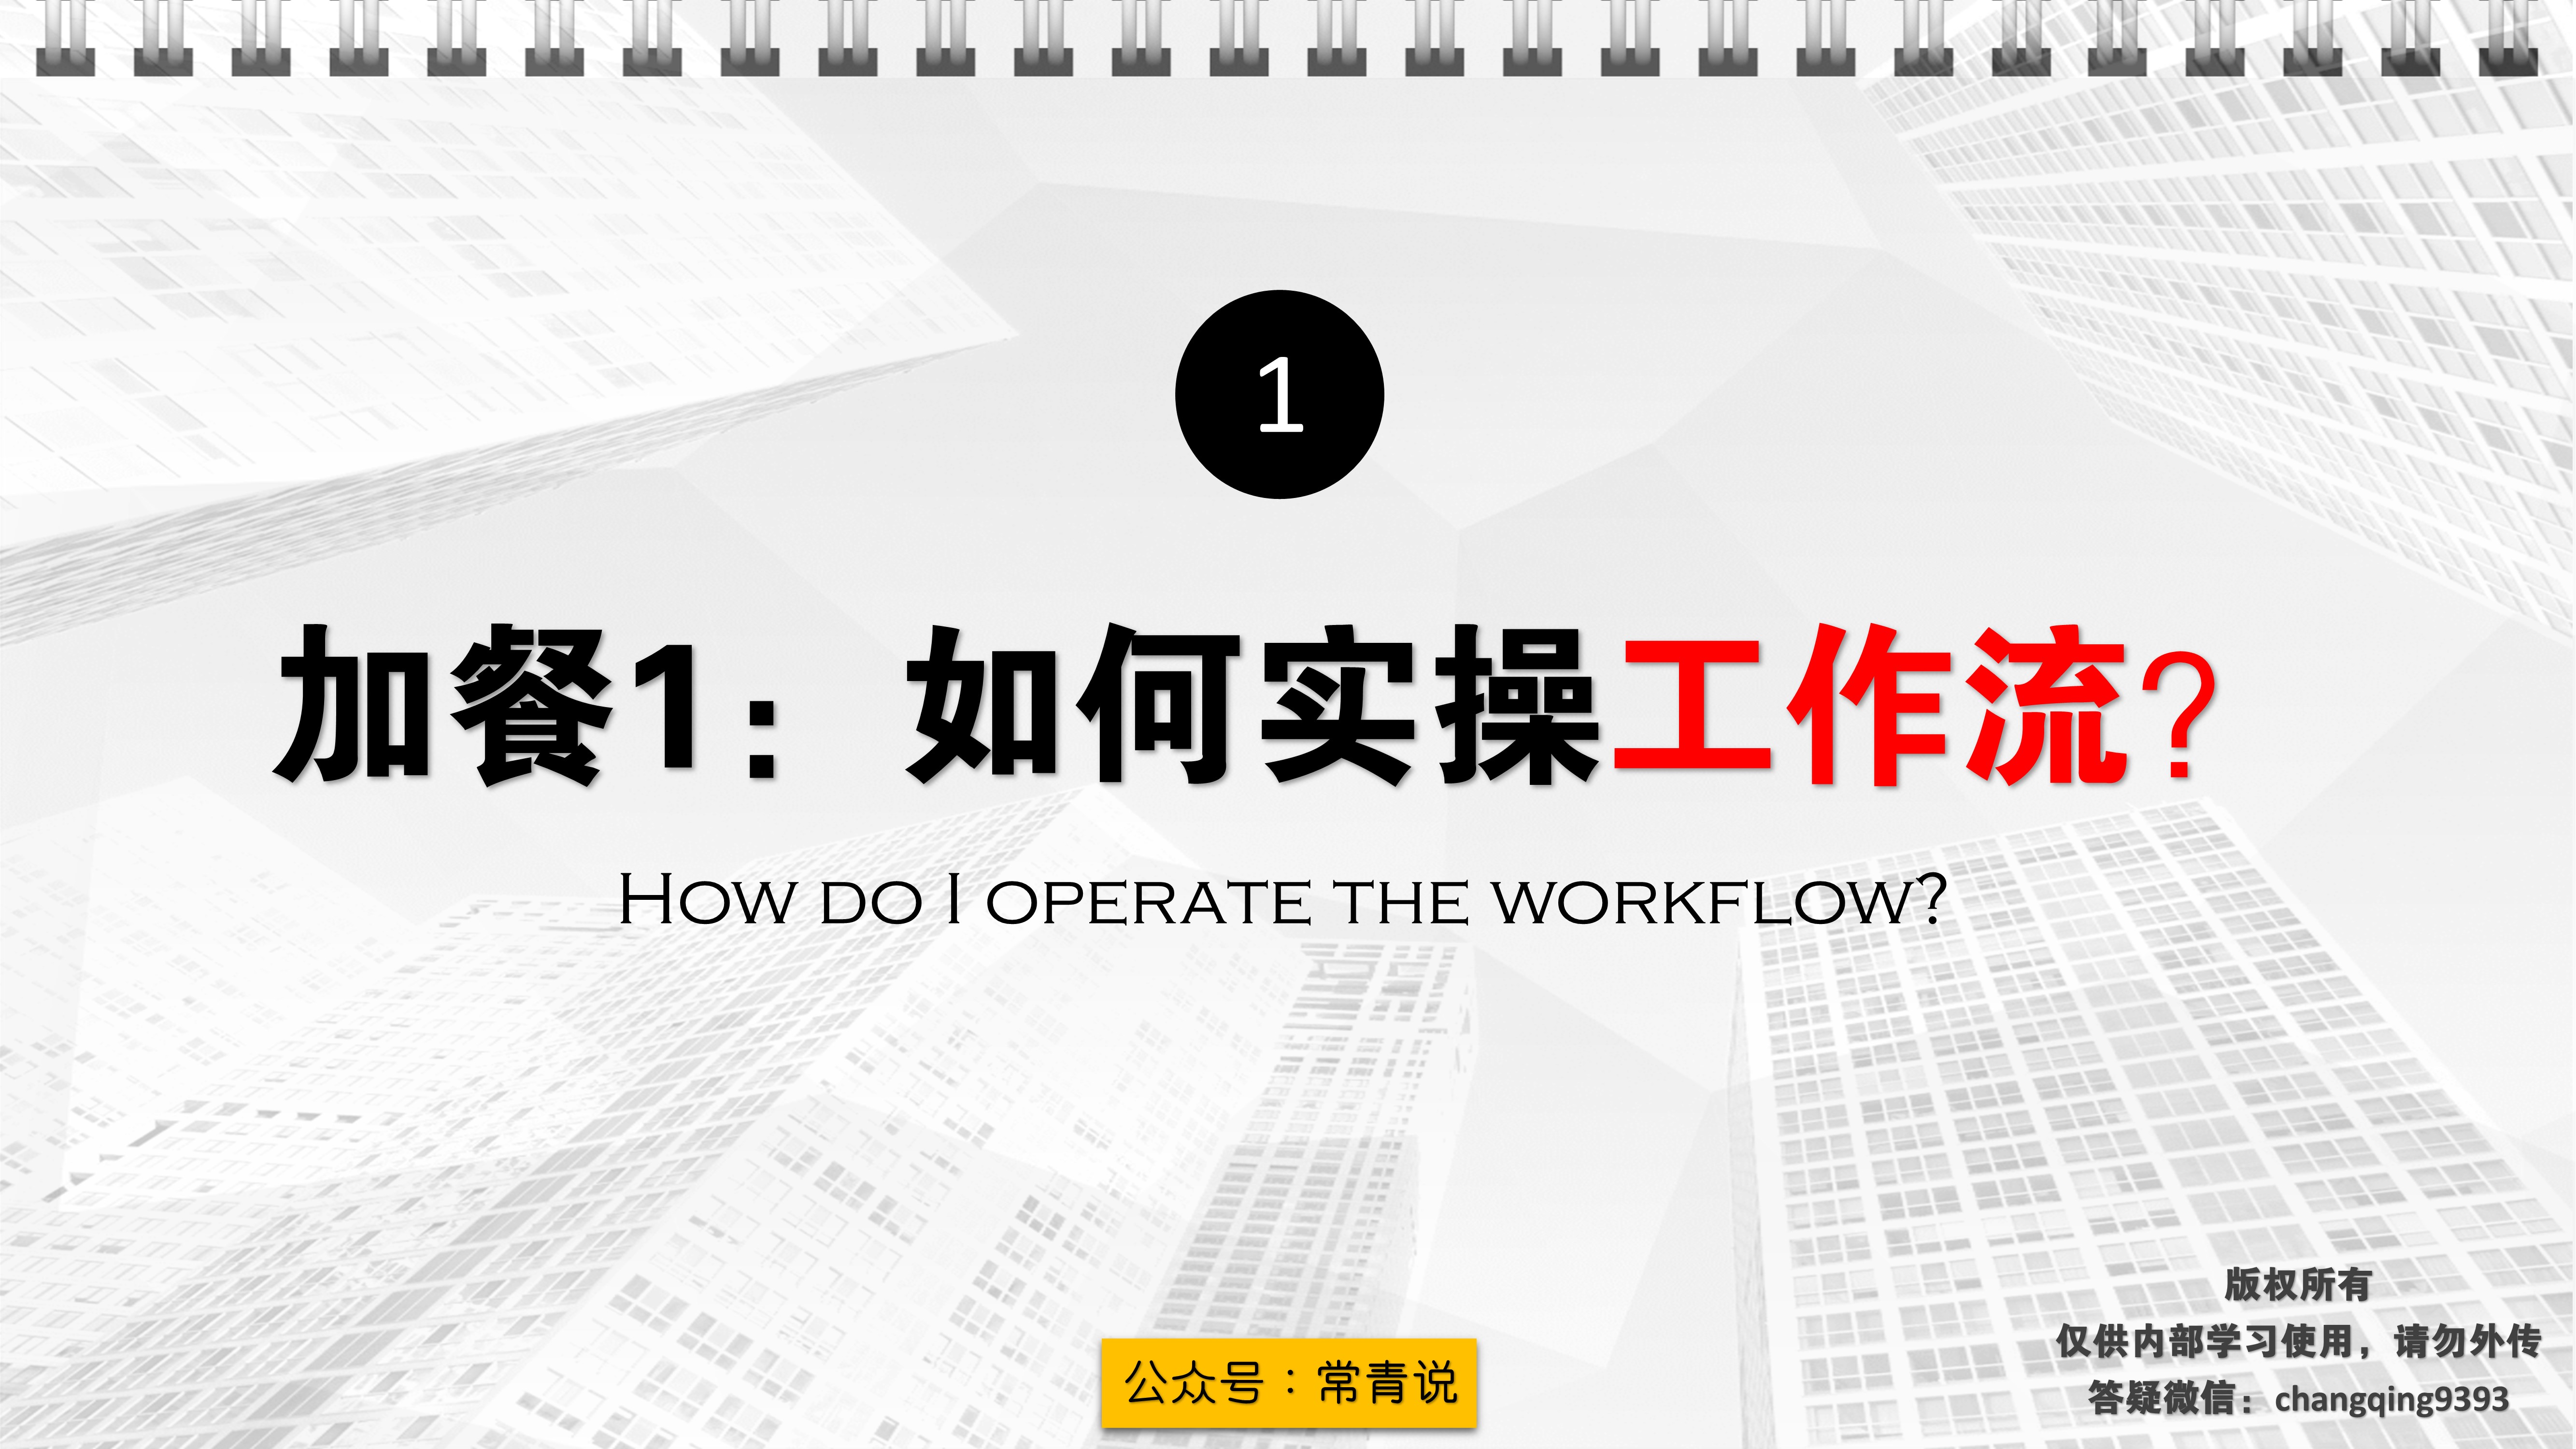 1
加餐1：如何实操工作流？
How do I operate the workflow?
版权所有
仅供内部学习使用，请勿外传
答疑微信：changqing9393
公众号：常青说